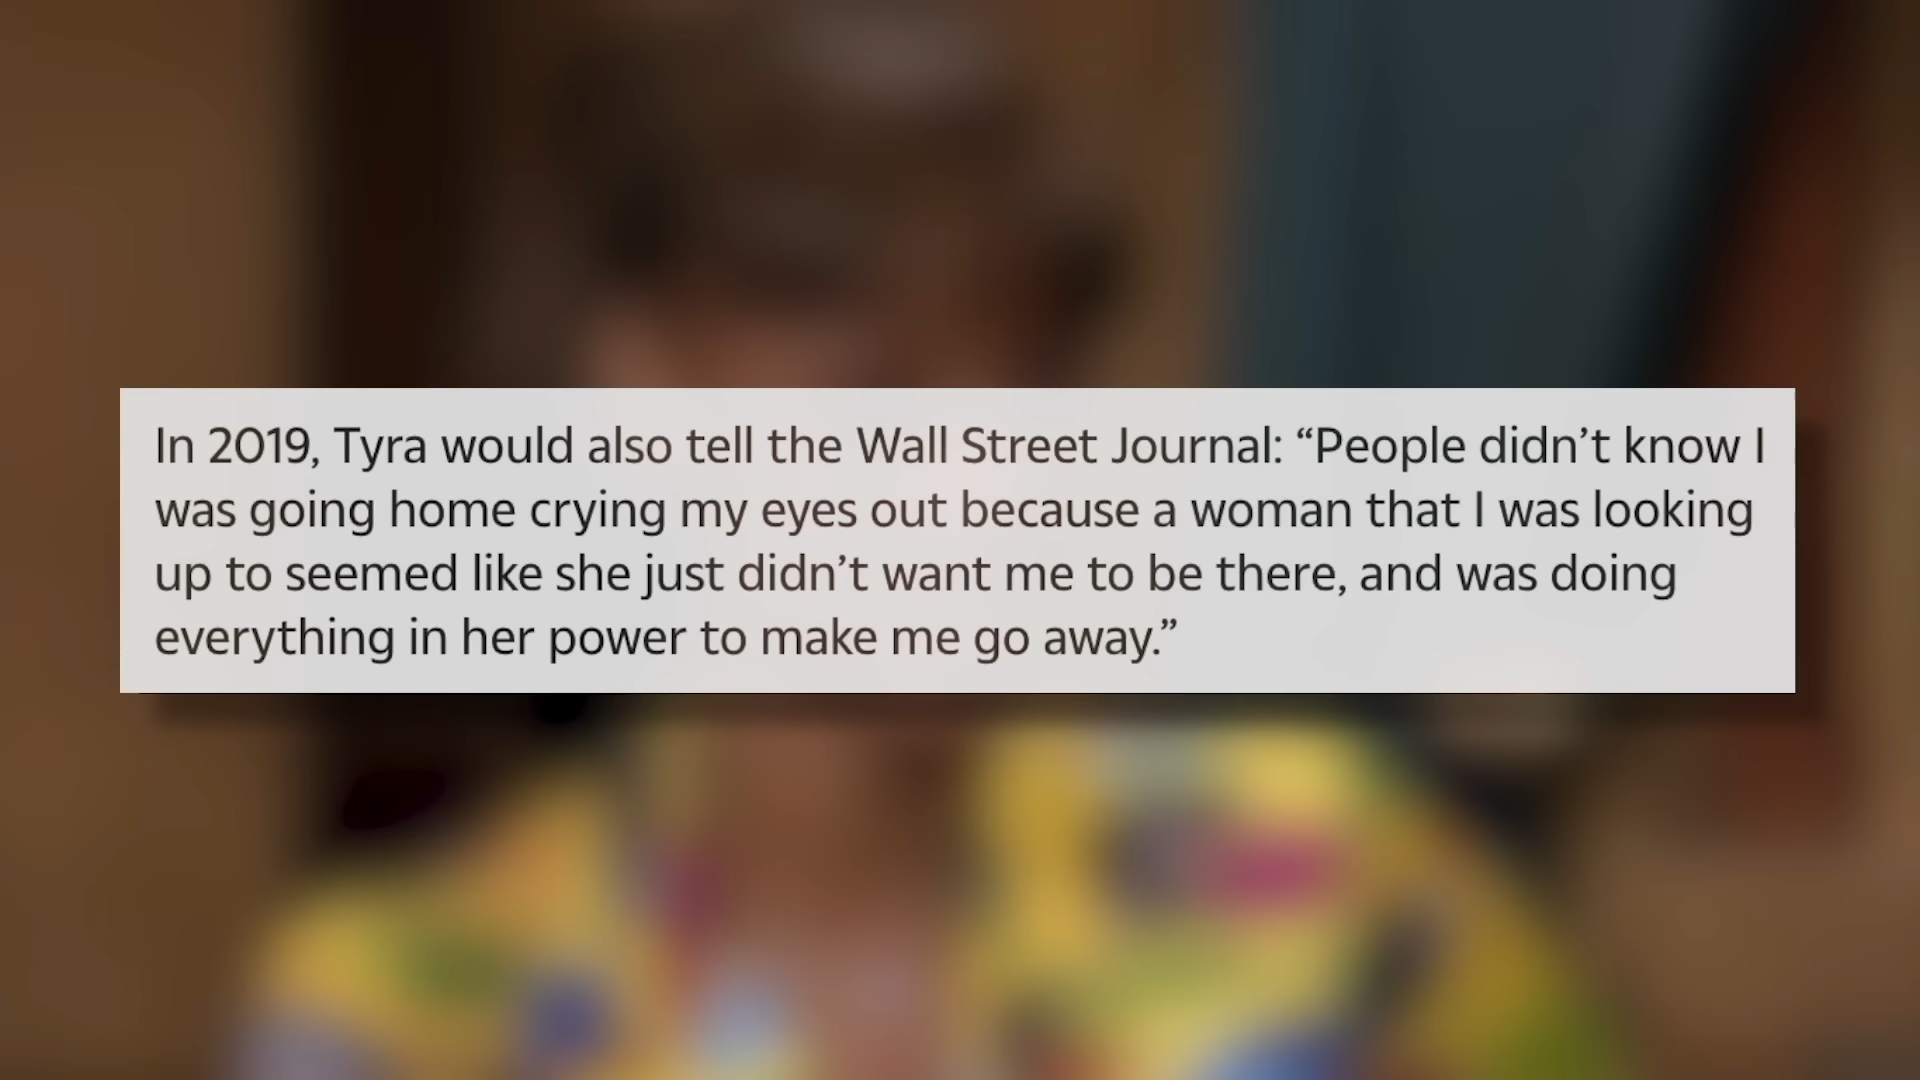 In 2019, Tyra would also tell the Wall Street Journal: “People didn’t know I
was going home crying my eyes out because a woman that I was looking
up to seemed like she just didn’t want me to be there, and was doing
everything in her power to make me go away.”